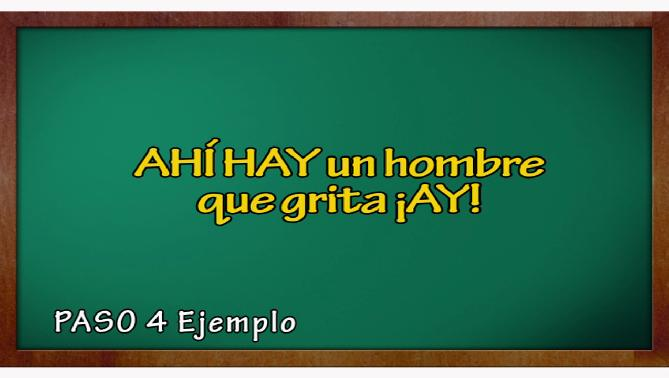 AHÍ HAY un hombre
que grita ¡AY!
PASO 4 Ejemplo